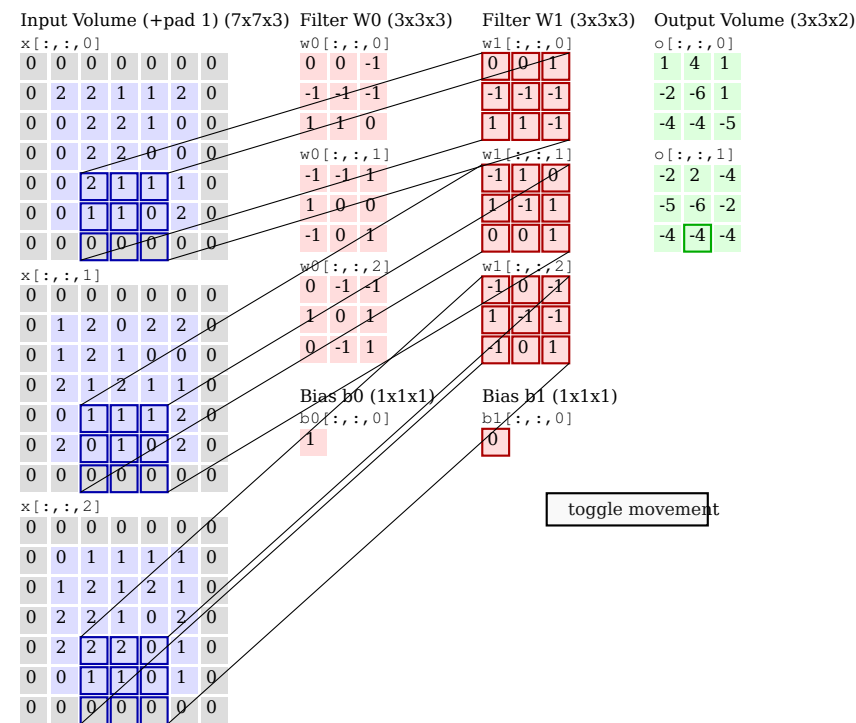 Input Volume (+pad 1) (7x7x3)
x[:,:,0]
0 0 0 0 0 0 0
0 2 2 1 1 2 0
0 0 2 2 1 0 0
0 0 2 2 0 0 0
0 0 2 1 1 1 0
0 0 1 1 0 2 0
0 0 0 0 0 0 0
x[:,:,1]
0 0 0 0 0 0 0
0 1 2 0 2 2 0
0 1 2 1 0 0 0
0 2 1 2 1 1 0
0 0 1 1 1 2 0
0 2 0 1 0 2 0
0 0 0 0 0 0 0
x[:,:,2]
0 0 0 0 0 0 0
0 0 1 1 1 1 0
0 1 2 1 2 1 0
0 2 2 1 0 2 0
0 2 2 2 0 1 0
0 0 1 1 0 1 0
0 0 0 0 0 0 0
Filter W0 (3x3x3)
w0[:,:,0]
0 0 -1
-1 -1 -1
1 1 0
w0[:,:,1]
-1 -1 1
1 0 0
-1 0 1
w0[:,:,2]
0 -1 -1
1 0 1
0 -1 1
Bias b0 (1x1x1)
b0[:,:,0]
1
Filter W1 (3x3x3)
w1[:,:,0]
0 0 1
-1 -1 -1
1 1 -1
w1[:,:,1]
-1 1 0
1 -1 1
0 0 1
w1[:,:,2]
-1 0 -1
1 -1 -1
-1 0 1
Bias b1 (1x1x1)
b1[:,:,0]
0
Output Volume (3x3x2)
o[:,:,0]
1 4 1
-2 -6 1
-4 -4 -5
o[:,:,1]
-2 2 -4
-5 -6 -2
-4 -4 -4
toggle movement